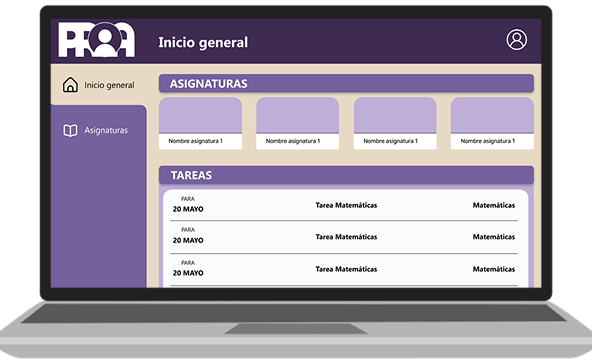 PROA
Inicio general
Inicio general
Asignaturas
ASIGNATURAS
Nombre asignatura 1
Nombre asignatura 1
Nombre asignatura 1
Nombre asignatura 1
TAREAS
PARA
20 MAYO
Tarea Matemáticas
Matemáticas
PARA
20 MAYO
Tarea Matemáticas
Matemáticas
PARA
20 MAYO
Tarea Matemáticas
Matemáticas